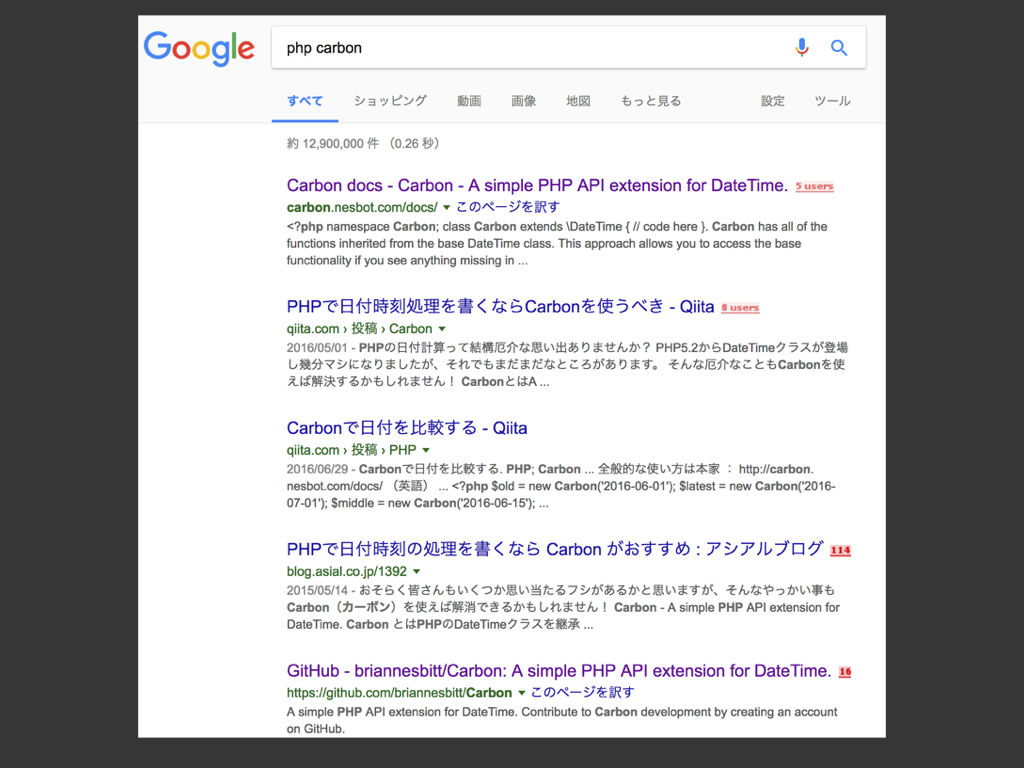 Google
php carbon
すべて ショッピング 動画 画像 地図 もっと見る 設定 ツール
約 12,900,000 件 （0.26 秒）
Carbon docs - Carbon - A simple PHP API extension for DateTime. 5 users
carbon.nesbot.com/docs/ ▼ このページを訳す
<?php namespace Carbon; class Carbon extends \DateTime { // code here }. Carbon has all of the
functions inherited from the base DateTime class. This approach allows you to access the base
functionality if you see anything missing in ...
PHPで日付時刻処理を書くならCarbonを使うべき - Qiita 8 users
qiita.com › 投稿 › Carbon ▼
2016/05/01 - PHPの日付計算って結構厄介な思い出ありませんか？ PHP5.2からDateTimeクラスが登場
し幾分マシになりましたが、それでもまだまだなところがあります。 そんな厄介なこともCarbonを使
えば解決するかもしれません！ CarbonとはA ...
Carbonで日付を比較する - Qiita
qiita.com › 投稿 › PHP ▼
2016/06/29 - Carbonで日付を比較する. PHP; Carbon ... 全般的な使い方は本家 ： http://carbon.
nesbot.com/docs/ （英語） ... <?php $old = new Carbon('2016-06-01'); $latest = new Carbon('2016-
07-01'); $middle = new Carbon('2016-06-15'); ...
PHPで日付時刻の処理を書くなら Carbon がおすすめ : アシアルブログ 114
blog.asial.co.jp/1392 ▼
2015/05/14 - おそらく皆さんもいくつか思い当たるフシがあるかと思いますが、そんなやっかい事も
Carbon（カーボン）を使えば解消できるかもしれません！ Carbon - A simple PHP API extension for
DateTime. Carbon とはPHPのDateTimeクラスを継承 ...
GitHub - briannesbitt/Carbon: A simple PHP API extension for DateTime. 16
https://github.com/briannesbitt/Carbon ▼ このページを訳す
A simple PHP API extension for DateTime. Contribute to Carbon development by creating an account
on GitHub.